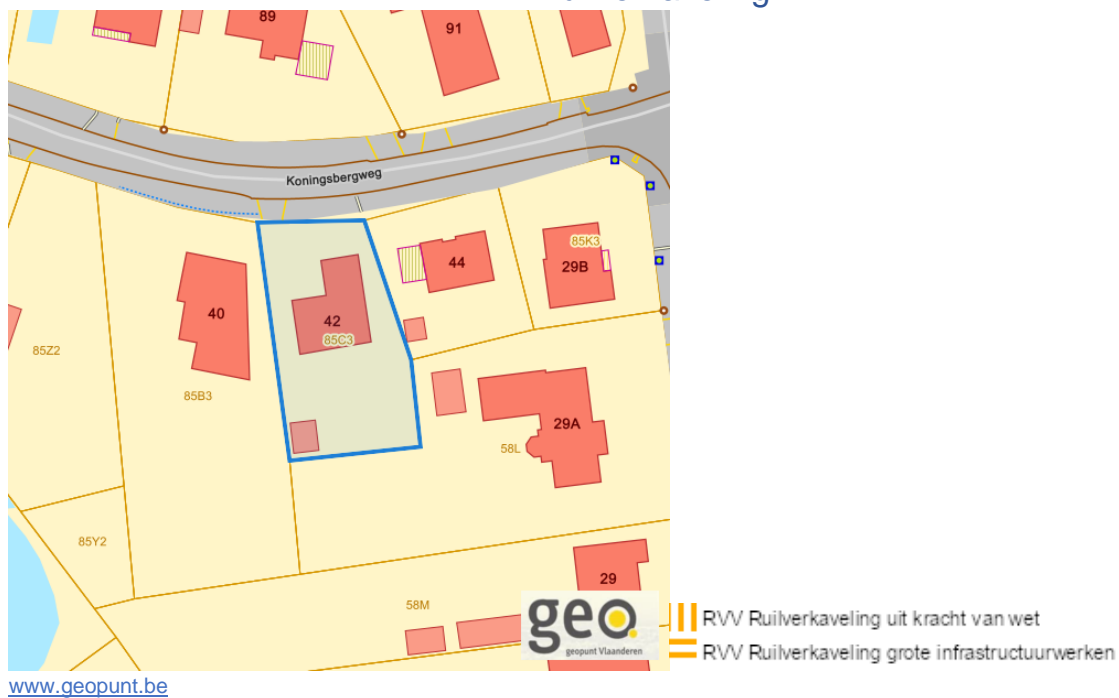 89
91
Koningsbergweg
85K3
44
29B
40
42
85C3
85Z2
85B3
29A
58L
85Y2
29
58M
geo.
geopunt Vlaanderen
RVV Ruilverkaveling uit kracht van wet
RVV Ruilverkaveling grote infrastructuurwerken
www.geopunt.be